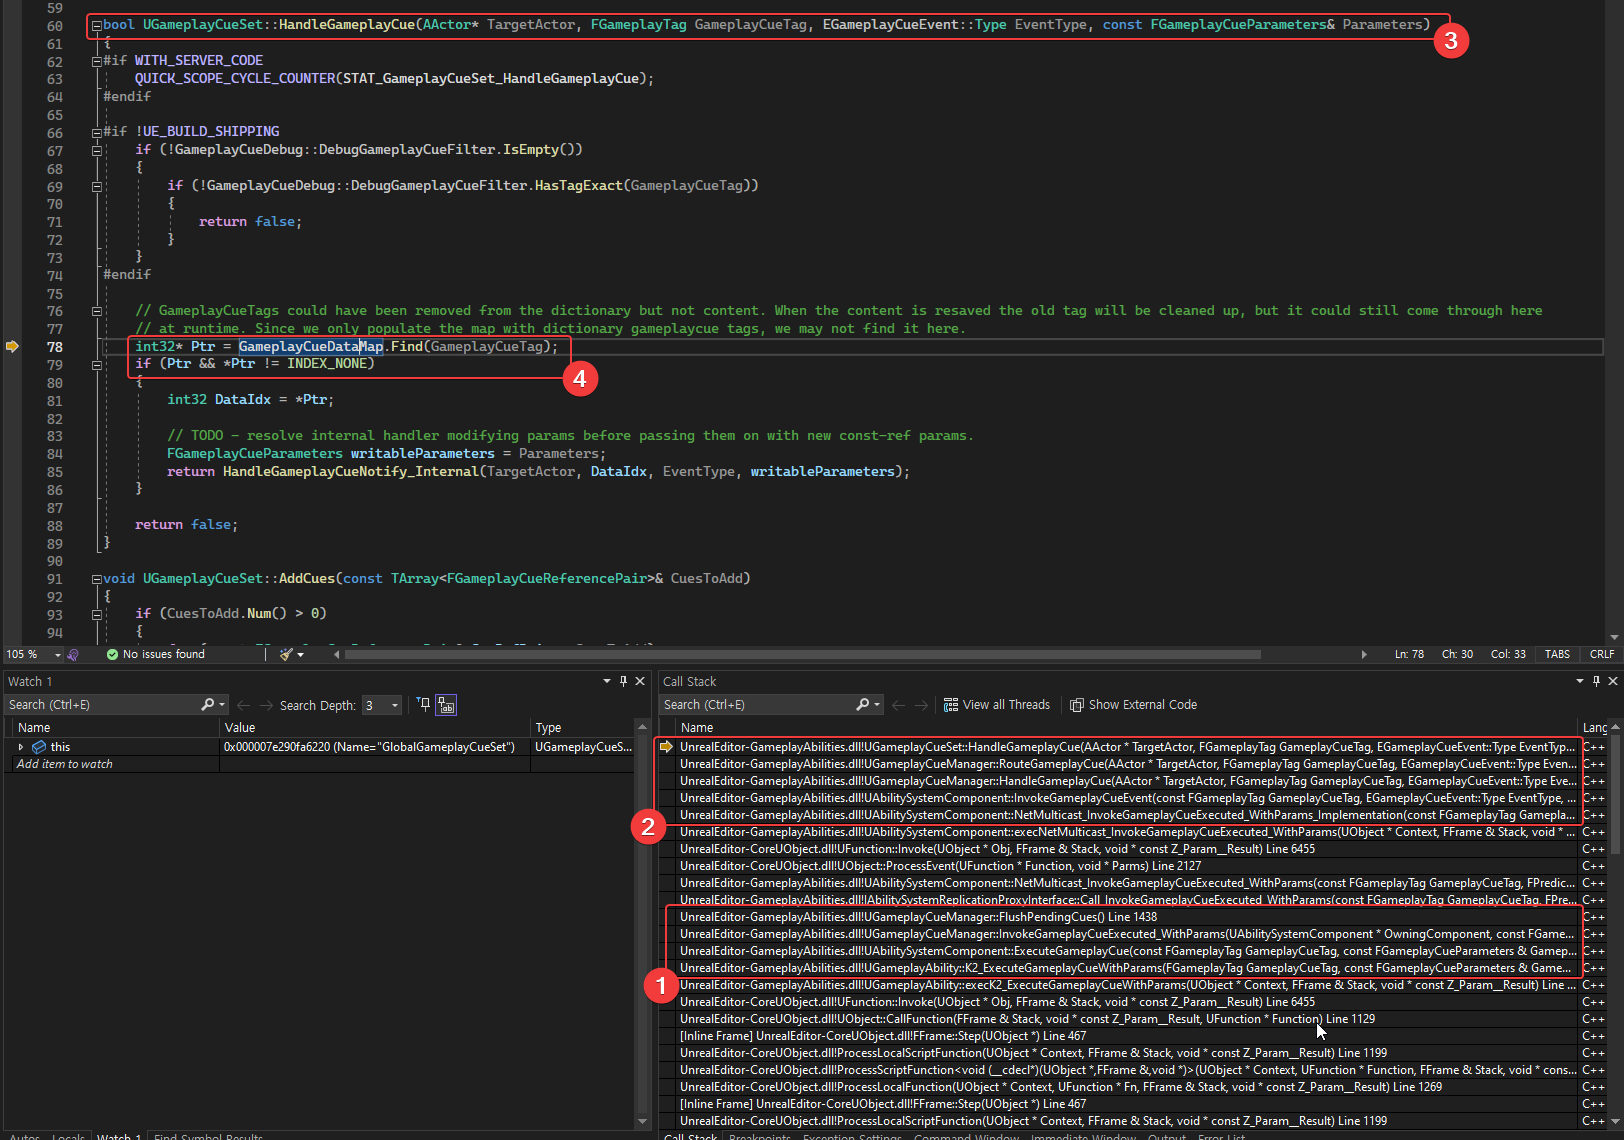 59
60 bool UGameplayCueSet::HandleGameplayCue(AActor* TargetActor, FGameplayTag GameplayCueTag, EGameplayCueEvent::Type EventType, const FGameplayCueParameters& Parameters)
3
61 {
62 #if WITH_SERVER_CODE
63 QUICK_SCOPE_CYCLE_COUNTER(STAT_GameplayCueSet_HandleGameplayCue);
64 #endif
65
66 #if !UE_BUILD_SHIPPING
67 if (!GameplayCueDebug::DebugGameplayCueFilter.IsEmpty())
68 {
69 if (!GameplayCueDebug::DebugGameplayCueFilter.HasTagExact(GameplayCueTag))
70 {
71 return false;
72 }
73 }
74 #endif
75
76 // GameplayCueTags could have been removed from the dictionary but not content. When the content is resaved the old tag will be cleaned up, but it could still come through here
77 // at runtime. Since we only populate the map with dictionary gameplaycue tags, we may not find it here.
78 int32* Ptr = GameplayCueDataMap.Find(GameplayCueTag);
79 if (Ptr && *Ptr != INDEX_NONE)
4
80 {
81 int32 DataIdx = *Ptr;
82
83 // TODO - resolve internal handler modifying params before passing them on with new const-ref params.
84 FGameplayCueParameters writableParameters = Parameters;
85 return HandleGameplayCueNotify_Internal(TargetActor, DataIdx, EventType, writableParameters);
86 }
87
88 return false;
89 }
90
91 void UGameplayCueSet::AddCues(const TArray<FGameplayCueReferencePair>& CuesToAdd)
92 {
93 if (CuesToAdd.Num() > 0)
94 {
105 % No issues found Ln: 78 Ch: 30 Col: 33 TABS CRLF
Watch 1
Search (Ctrl+E) Search Depth: 3
Name Value Type
this 0x000007e290fa6220 (Name="GlobalGameplayCueSet") UGameplayCueS...
Add item to watch
Call Stack
Search (Ctrl+E) View all Threads Show External Code
Name Lang
UnrealEditor-GameplayAbilities.dll!UGameplayCueSet::HandleGameplayCue(AActor * TargetActor, FGameplayTag GameplayCueTag, EGameplayCueEvent::Type EventTyp... C++
UnrealEditor-GameplayAbilities.dll!UGameplayCueManager::RouteGameplayCue(AActor * TargetActor, FGameplayTag GameplayCueTag, EGameplayCueEvent::Type Even... C++
UnrealEditor-GameplayAbilities.dll!UGameplayCueManager::HandleGameplayCue(AActor * TargetActor, FGameplayTag GameplayCueTag, EGameplayCueEvent::Type Eve... C++
UnrealEditor-GameplayAbilities.dll!UAbilitySystemComponent::InvokeGameplayCueEvent(const FGameplayTag GameplayCueTag, EGameplayCueEvent::Type EventType, ... C++
UnrealEditor-GameplayAbilities.dll!UAbilitySystemComponent::NetMulticast_InvokeGameplayCueExecuted_WithParams_Implementation(const FGameplayTag Gamepla... C++
2
UnrealEditor-GameplayAbilities.dll!UAbilitySystemComponent::execNetMulticast_InvokeGameplayCueExecuted_WithParams(UObject * Context, FFrame & Stack, void * ... C++
UnrealEditor-CoreUObject.dll!UFunction::Invoke(UObject * Obj, FFrame & Stack, void * const Z_Param__Result) Line 6455 C++
UnrealEditor-CoreUObject.dll!UObject::ProcessEvent(UFunction * Function, void * Parms) Line 2127 C++
UnrealEditor-GameplayAbilities.dll!UAbilitySystemComponent::NetMulticast_InvokeGameplayCueExecuted_WithParams(const FGameplayTag GameplayCueTag, FPredic... C++
UnrealEditor-GameplayAbilities.dll!IAbilitySystemReplicationProxyInterface::Call_InvokeGameplayCueExecuted_WithParams(const FGameplayTag GameplayCueTag, FPre... C++
UnrealEditor-GameplayAbilities.dll!UGameplayCueManager::FlushPendingCues() Line 1438 C++
UnrealEditor-GameplayAbilities.dll!UGameplayCueManager::InvokeGameplayCueExecuted_WithParams(UAbilitySystemComponent * OwningComponent, const FGame... C++
UnrealEditor-GameplayAbilities.dll!UAbilitySystemComponent::ExecuteGameplayCue(const FGameplayTag GameplayCueTag, const FGameplayCueParameters & Gamep... C++
UnrealEditor-GameplayAbilities.dll!UGameplayAbility::K2_ExecuteGameplayCueWithParams(FGameplayTag GameplayCueTag, const FGameplayCueParameters & Game... C++
1
UnrealEditor-GameplayAbilities.dll!UGameplayAbility::execK2_ExecuteGameplayCueWithParams(UObject * Context, FFrame & Stack, void * const Z_Param__Result) Line ... C++
UnrealEditor-CoreUObject.dll!UFunction::Invoke(UObject * Obj, FFrame & Stack, void * const Z_Param__Result) Line 6455 C++
UnrealEditor-CoreUObject.dll!UObject::CallFunction(FFrame & Stack, void * const Z_Param__Result, UFunction * Function) Line 1129 C++
[Inline Frame] UnrealEditor-CoreUObject.dll!FFrame::Step(UObject *) Line 467 C++
UnrealEditor-CoreUObject.dll!ProcessLocalScriptFunction(UObject * Context, FFrame & Stack, void * const Z_Param__Result) Line 1199 C++
UnrealEditor-CoreUObject.dll!ProcessScriptFunction<void (__cdecl*)(UObject *,FFrame &,void *)>(UObject * Context, UFunction * Function, FFrame & Stack, void * cons... C++
UnrealEditor-CoreUObject.dll!ProcessLocalFunction(UObject * Context, UFunction * Fn, FFrame & Stack, void * const Z_Param__Result) Line 1269 C++
[Inline Frame] UnrealEditor-CoreUObject.dll!FFrame::Step(UObject *) Line 467 C++
UnrealEditor-CoreUObject.dll!ProcessLocalScriptFunction(UObject * Context, FFrame & Stack, void * const Z_Param__Result) Line 1199 C++
Autos Locals Watch 1 Find Symbol Results
Call Stack Breakpoints Exception Settings Command Window Immediate Window Output Error List